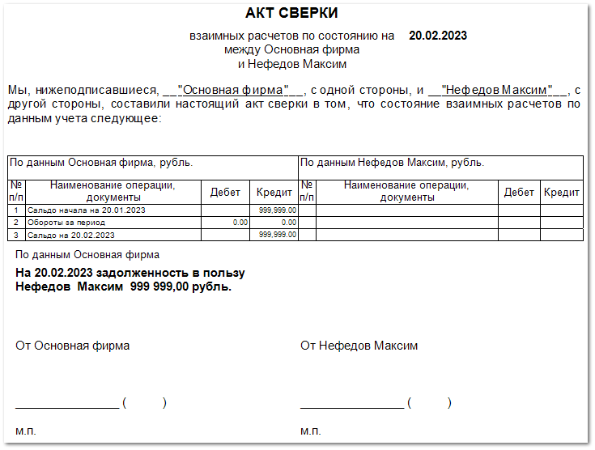 АКТ СВЕРКИ
взаимных расчетов по состоянию на 20.02.2023
между Основная фирма
и Нефедов Максим
Мы, нижеподписавшиеся, __"Основная фирма"__, с одной стороны, и __"Нефедов Максим"__, с
другой стороны, составили настоящий акт сверки в том, что состояние взаимных расчетов по
данным учета следующее:
По данным Основная фирма, рубль. По данным Нефедов Максим, рубль.
№ п/п Наименование операции, документы Дебет Кредит № п/п Наименование операции, документы Дебет Кредит
1 Сальдо начала на 20.01.2023 999,999.00
2 Обороты за период 0.00 0.00
3 Сальдо на 20.02.2023 999,999.00
По данным Основная фирма
На 20.02.2023 задолженность в пользу
Нефедов Максим 999 999,00 рубль.
От Основная фирма От Нефедов Максим
________________ ( ) ________________ ( )
м.п. м.п.